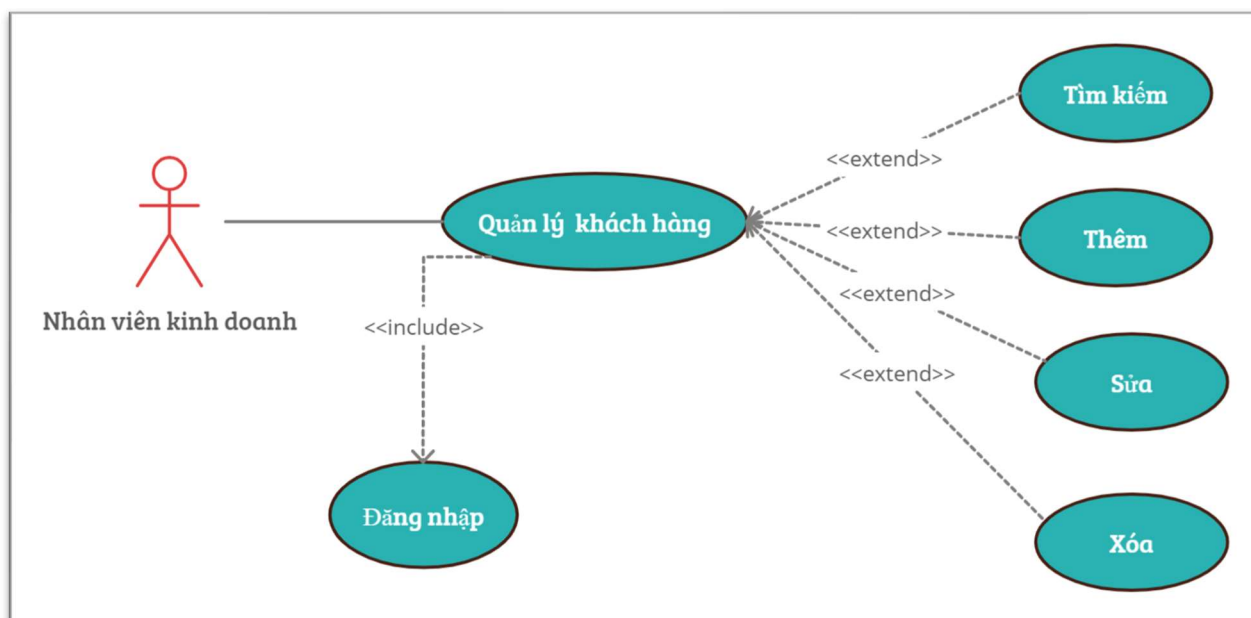 Tìm kiếm
<<extend>>
Quản lý khách hàng
<<extend>>
Thêm
<<extend>>
Nhân viên kinh doanh
<<include>>
<<extend>>
Sửa
Đăng nhập
Xóa